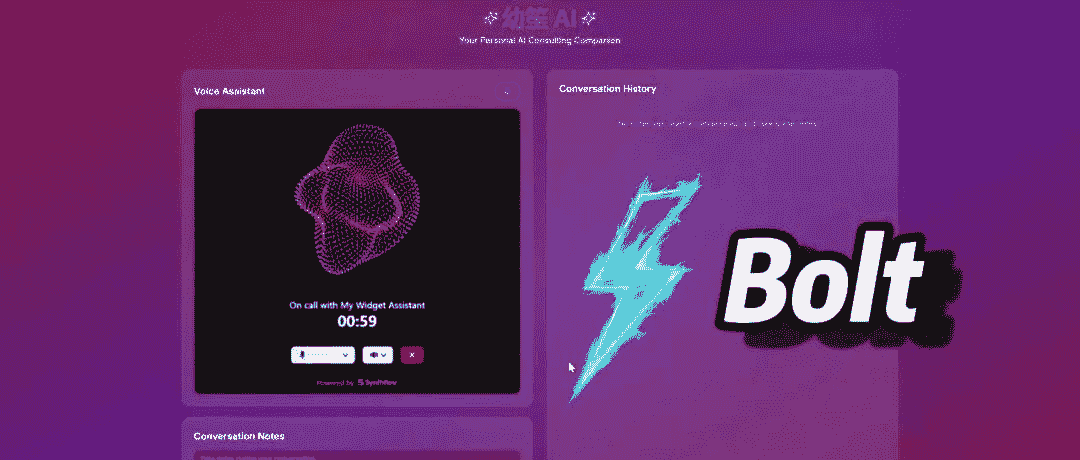 AI
Your Personal AI Consulting Companion
Voice Assistant
On call with My Widget Assistant
00:59
Powered by Synthflow
Conversation Notes
Conversation History
Bolt